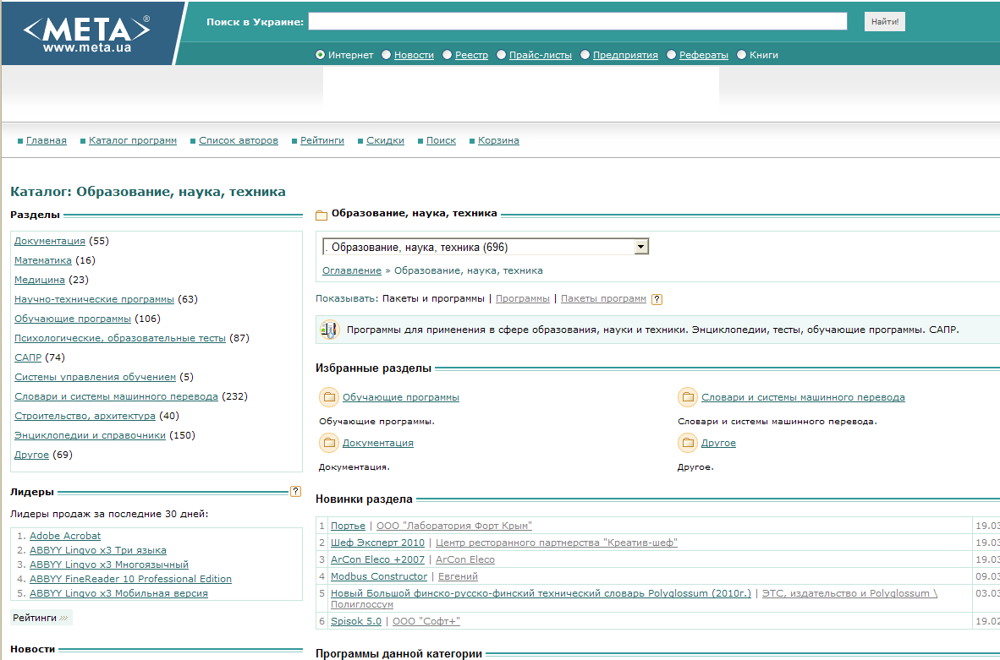 <META>®
www.meta.ua
Поиск в Украине:
Найти!
Интернет Новости Реестр Прайс-листы Предприятия Рефераты Книги
Главная Каталог программ Список авторов Рейтинги Скидки Поиск Корзина
Каталог: Образование, наука, техника
Разделы
Документация (55)
Математика (16)
Медицина (23)
Научно-технические программы (63)
Обучающие программы (106)
Психологические, образовательные тесты (87)
САПР (74)
Системы управления обучением (5)
Словари и системы машинного перевода (232)
Строительство, архитектура (40)
Энциклопедии и справочники (150)
Другое (69)
Лидеры ?
Лидеры продаж за последние 30 дней:
1. Adobe Acrobat
2. ABBYY Lingvo x3 Три языка
3. ABBYY Lingvo x3 Многоязычный
4. ABBYY FineReader 10 Professional Edition
5. ABBYY Lingvo x3 Мобильная версия
Рейтинги »»
Новости
Образование, наука, техника
. Образование, наука, техника (696)
Оглавление » Образование, наука, техника
Показывать: Пакеты и программы | Программы | Пакеты программ ?
Программы для применения в сфере образования, науки и техники. Энциклопедии, тесты, обучающие программы. САПР.
Избранные разделы
Обучающие программы
Обучающие программы.
Словари и системы машинного перевода
Словари и системы машинного перевода.
Документация
Документация.
Другое
Другое.
Новинки раздела
1 Портье | ООО "Лаборатория Форт Крым" 19.03
2 Шеф Эксперт 2010 | Центр ресторанного партнерства "Креатив-шеф" 19.03
3 ArCon Eleco +2007 | ArCon Eleco 19.03
4 Modbus Constructor | Евгений 09.03
5 Новый Большой финско-русско-финский технический словарь Polyglossum (2010г.) | ЭТС, издательство и Polyglossum \ 03.03
Полиглоссум
6 Spisok 5.0 | ООО "Софт+" 19.02
Программы данной категории